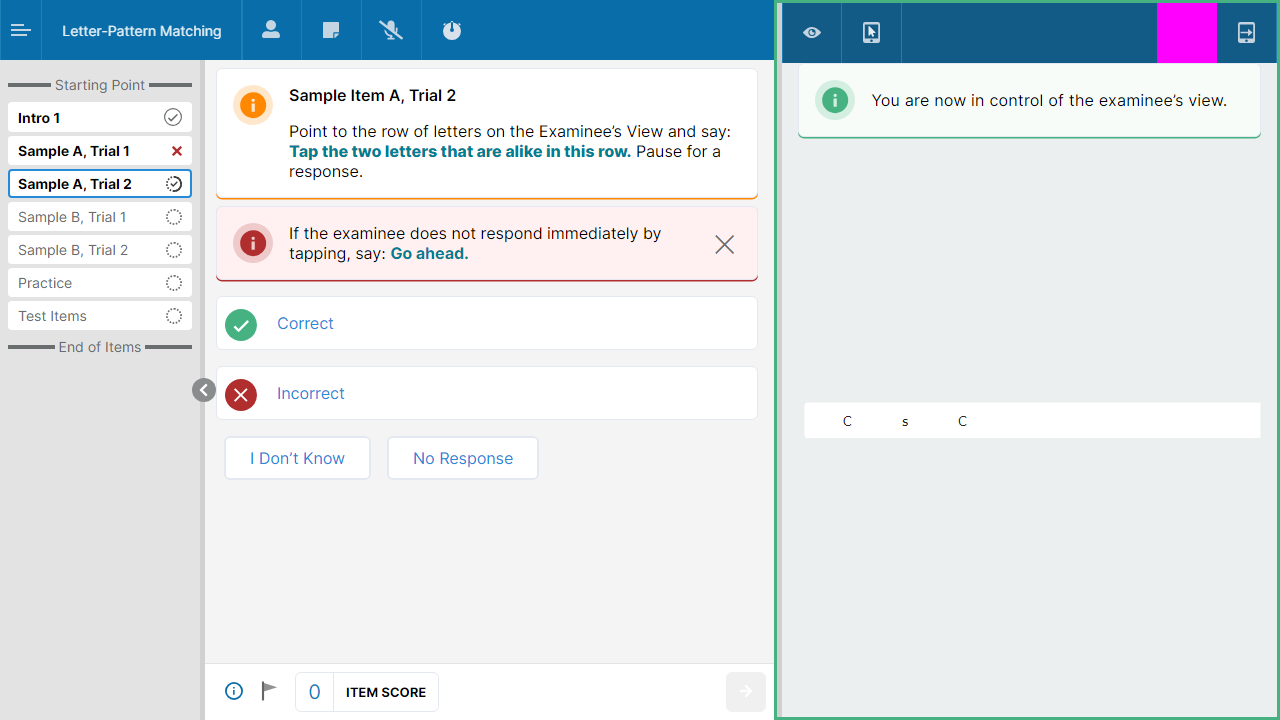 Letter-Pattern Matching
Starting Point
Intro 1
Sample A, Trial 1
Sample A, Trial 2
Sample B, Trial 1
Sample B, Trial 2
Practice
Test Items
End of Items
Sample Item A, Trial 2
Point to the row of letters on the Examinee’s View and say:
Tap the two letters that are alike in this row. Pause for a
response.
If the examinee does not respond immediately by
tapping, say: Go ahead.
Correct
Incorrect
I Don’t Know
No Response
0 ITEM SCORE
You are now in control of the examinee’s view.
C s C